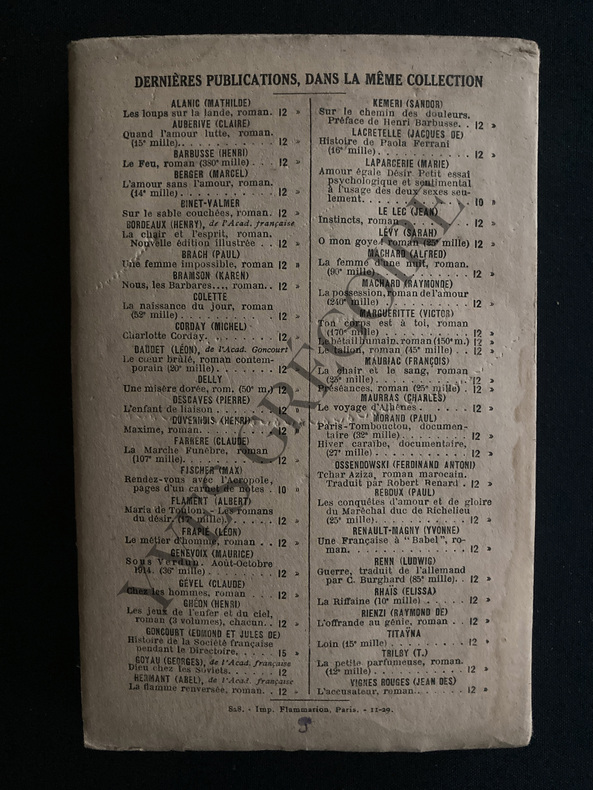 DERNIÈRES PUBLICATIONS, DANS LA MÊME COLLECTION
ALANIC (MATHILDE)
Les loups sur la lande, roman. 12 »
AUBERIVE (CLAIRE)
Quand l'amour lutte, roman.
(15e mille). . . . . . . . . . 12 »
BARBUSSE (HENRI)
Le Feu, roman (380e mille) . . . 12 »
BERGER (MARCEL)
L'amour sans l'amour, roman.
(14e mille). . . . . . . . . . 12 »
BINET-VALMER
Sur le sable couchées, roman. 12 »
BORDEAUX (HENRY), de l'Acad. française
La chair et l'esprit, roman.
Nouvelle édition illustrée . . 12 »
BRACH (PAUL)
Une femme impossible, roman 12 »
BRAMSON (KAREN)
Nous, les Barbares..., roman. . 12 »
COLETTE
La naissance du jour, roman
(52e mille) . . . . . . . . . . 12 »
CORDAY (MICHEL)
Charlotte Corday. . . . . . . . 12 »
DAUDET (LÉON), de l'Acad. Goncourt
Le cœur brûlé, roman contem-
porain (20e mille) . . . . . . 12 »
DELLY
Une misère dorée, rom. (50e m.) 12 »
DESCAVES (PIERRE)
L'enfant de liaison . . . . . . 12 »
DUVERNOIS (HENRI)
Maxime, roman. . . . . . . . . 12 »
FARRERE (CLAUDE)
La Marche Funèbre, roman
(107e mille). . . . . . . . . . 12 »
FISCHER (MAX)
Rendez-vous avec l'Acropole,
pages d'un carnet de notes . 10 »
FLAMENT (ALBERT)
Maria de Toulon - Les romans
du désir. mille) . . . . . . 12 »
FRAPIÉ (LÉON)
Le métier d'homme, roman . . 12 »
GENEVOIX (MAURICE)
Sous Verdun. Août-Octobre
1914. (36e mille) . . . . . . . 12 »
GÉVEL (CLAUDE)
Chez les hommes, roman . . . 12 »
GHÉON (HENRI)
Les jeux de l'enfer et du ciel,
roman (3 volumes), chacun. . 12 »
GONCOURT (EDMOND ET JULES DE)
Histoire de la Société française
pendant le Directoire. . . . . 15 »
GOYAU (GEORGES), de l'Acad. française
Dieu chez les Soviets. . . . . . 12 »
HERMANT (ABEL), de l'Acad. française
La flamme renversée, roman. . 12 »
KEMERI (SANDOR)
Sur le chemin des douleurs.
Préface de Henri Barbusse. . 12 »
LACRETELLE (JACQUES DE)
Histoire de Paola Ferrani
(16e mille). . . . . . . . . . 12 »
LAPARCERIE (MARIE)
Amour égale Désir Petit essai
psychologique et sentimental
à l'usage des deux sexes seu-
lement. . . . . . . . . . . . 10 »
LE LEC (JEAN)
Instincts, roman . . . . . . . . 12 »
LÉVY (SARAH)
O mon goye! roman (25e mille) 12 »
MACHARD (ALFRED)
La femme d'une nuit, roman.
(90e mille) . . . . . . . . . . 12 »
MACHARD (RAYMONDE)
La possession, roman de l'amour
(240e mille) . . . . . . . . . . 12 »
MARGUERITTE (VICTOR)
Ton corps est à toi, roman
(170e mille) . . . . . . . . . . 12 »
Le bétail humain, roman (150e m.) 12 »
Le talion, roman (45e mille) . . 12 »
MAURIAC (FRANÇOIS)
La chair et le sang, roman
(25e mille). . . . . . . . . . 12 »
Préséances, roman (25e mille) . 12 »
MAURRAS (CHARLES)
Le voyage d'Athènes . . . . . . 12 »
MORAND (PAUL)
Paris-Tombouctou, documen-
taire (32e mille) . . . . . . . 12 »
Hiver caraïbe, documentaire,
(27e mille) . . . . . . . . . . 12 »
OSSENDOWSKI (FERDINAND ANTONI)
Tchar Aziza, roman marocain.
Traduit par Robert Renard . 12 »
REBOUX (PAUL)
Les conquêtes d'amour et de gloire
du Maréchal duc de Richelieu
(25e mille) . . . . . . . . . . 12 »
RENAULT-MAGNY (YVONNE)
Une Française à "Babel", ro-
man. . . . . . . . . . . . . 12 »
RENN (LUDWIG)
Guerre, traduit de l'allemand
par C. Burghard (85e mille). . 12 »
RHAÏS (ELISSA)
La Riffaine (10e mille) . . . . . 12 »
RIENZI (RAYMOND DE)
L'offrande au génie, roman . . 12 »
TITAŸNA
Loin (15e mille) . . . . . . . . 12 »
TRILBY (T.)
La petite parfumeuse, roman.
(12e mille) . . . . . . . . . . 12 »
VIGNES ROUGES (JEAN DES)
L'accusateur, roman. . . . . . 12 »
828. - Imp. Flammarion, Paris. - 11-29.